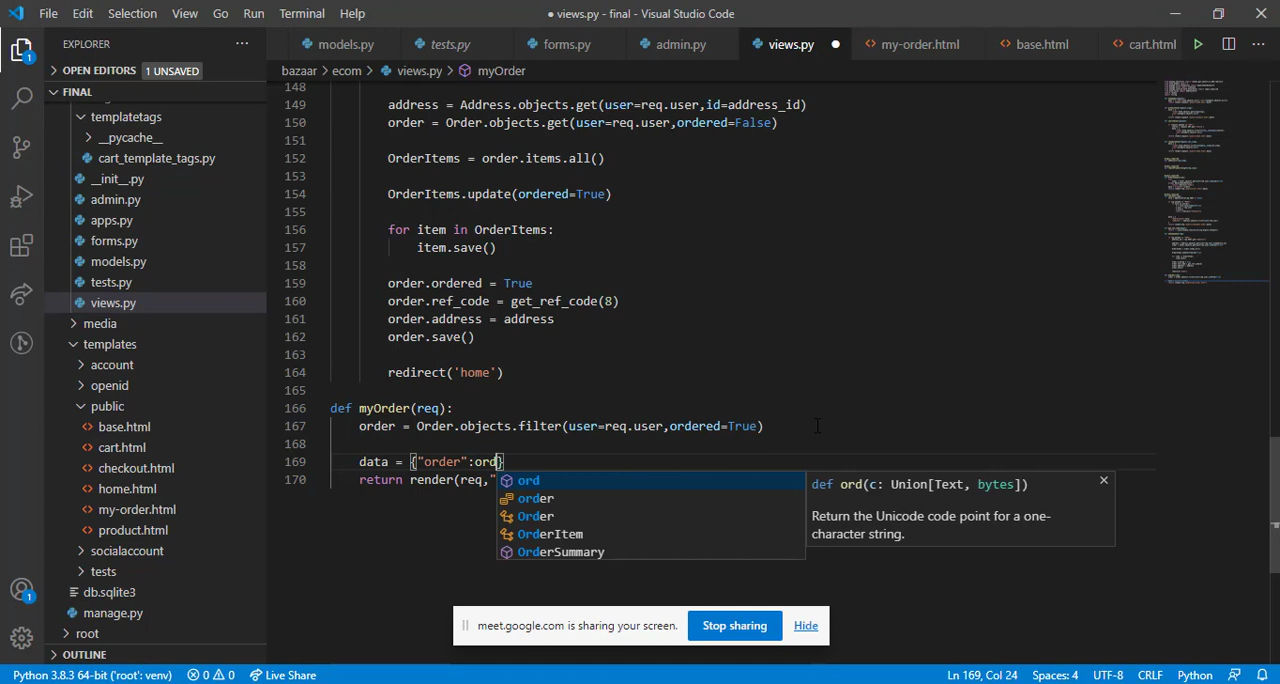 File Edit Selection View Go Run Terminal Help
● views.py - final - Visual Studio Code
EXPLORER
models.py tests.py forms.py admin.py views.py my-order.html base.html cart.html
OPEN EDITORS 1 UNSAVED
bazaar > ecom > views.py > myOrder
FINAL
templatetags
__pycache__
cart_template_tags.py
__init__.py
admin.py
apps.py
forms.py
models.py
tests.py
views.py
media
templates
account
openid
public
base.html
cart.html
checkout.html
home.html
my-order.html
product.html
socialaccount
tests
db.sqlite3
manage.py
root
OUTLINE
148
149 address = Address.objects.get(user=req.user,id=address_id)
150 order = Order.objects.get(user=req.user,ordered=False)
151
152 OrderItems = order.items.all()
153
154 OrderItems.update(ordered=True)
155
156 for item in OrderItems:
157 item.save()
158
159 order.ordered = True
160 order.ref_code = get_ref_code(8)
161 order.address = address
162 order.save()
163
164 redirect('home')
165
166 def myOrder(req):
167 order = Order.objects.filter(user=req.user,ordered=True)
168
169 data = {"order":ord}
170 return render(req,"
ord
order
Order
OrderItem
OrderSummary
def ord(c: Union[Text, bytes])
Return the Unicode code point for a one-
character string.
meet.google.com is sharing your screen. Stop sharing Hide
1
1
Python 3.8.3 64-bit ('root': venv) 0 0 Live Share Ln 169, Col 24 Spaces: 4 UTF-8 CRLF Python